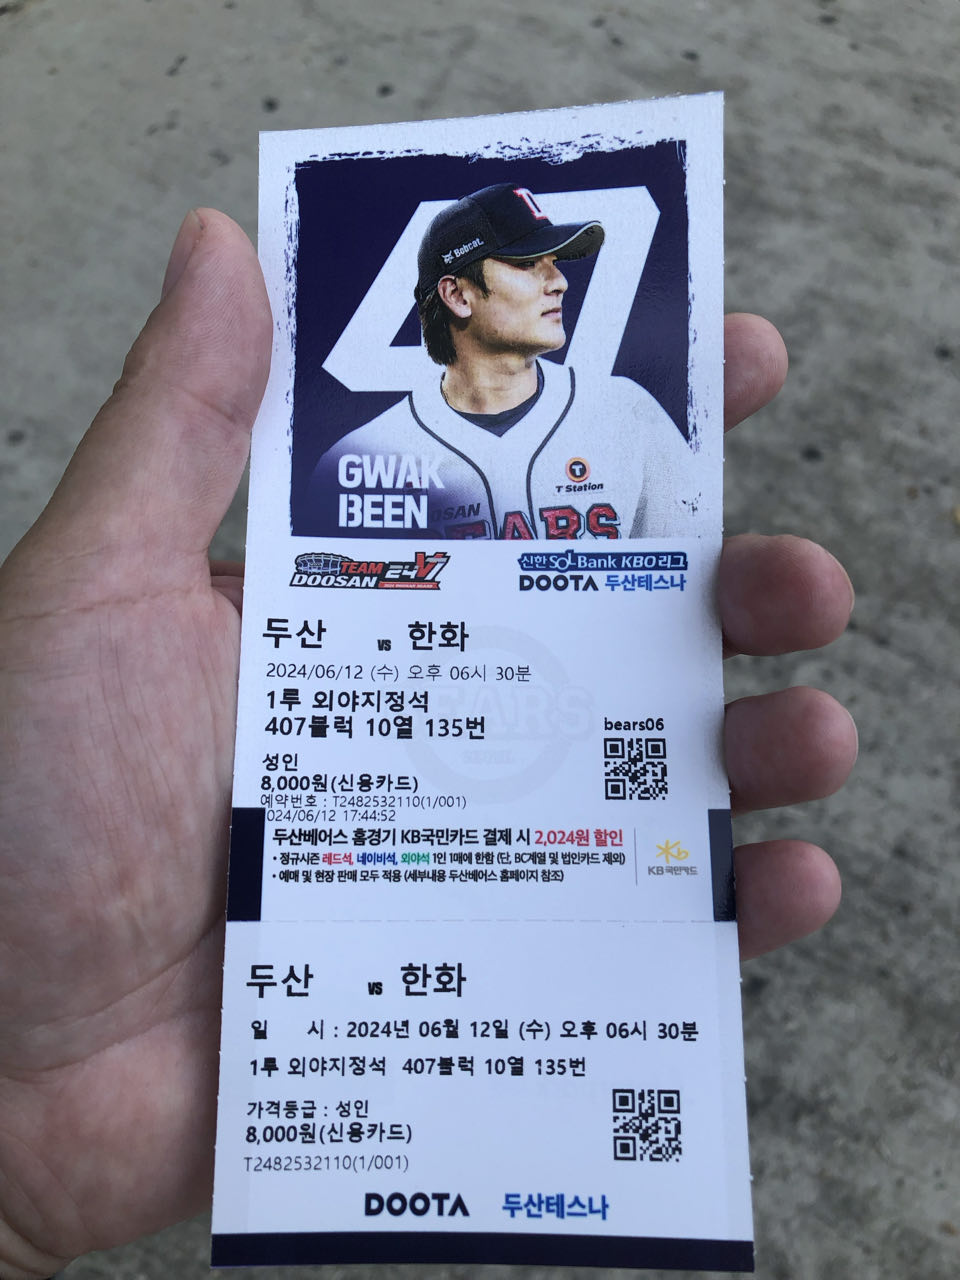 Bobcat.
GWAK
BEEN
T
T Station
BEARS
TEAM
DOOSAN 24 V7
신한 SOL Bank KBO 리그
DOOTA 두산테스나
두산 vs 한화
2024/06/12 (수) 오후 06시 30분
1루 외야지정석
407블럭 10열 135번
bears06
성인
8,000원(신용카드)
예약번호 : T2482532110(1/001)
024/06/12 17:44:52
두산베어스 홈경기 KB국민카드 결제 시 2,024원 할인
• 정규시즌 레드석, 네이비석, 외야석 1인 1매에 한함 (단, BC계열 및 법인카드 제외)
• 예매 및 현장 판매 모두 적용 (세부내용 두산베어스 홈페이지 참조)
KB국민카드
두산 vs 한화
일 시 : 2024년 06월 12일 (수) 오후 06시 30분
1루 외야지정석 407블럭 10열 135번
가격등급 : 성인
8,000원(신용카드)
T2482532110(1/001)
DOOTA 두산테스나